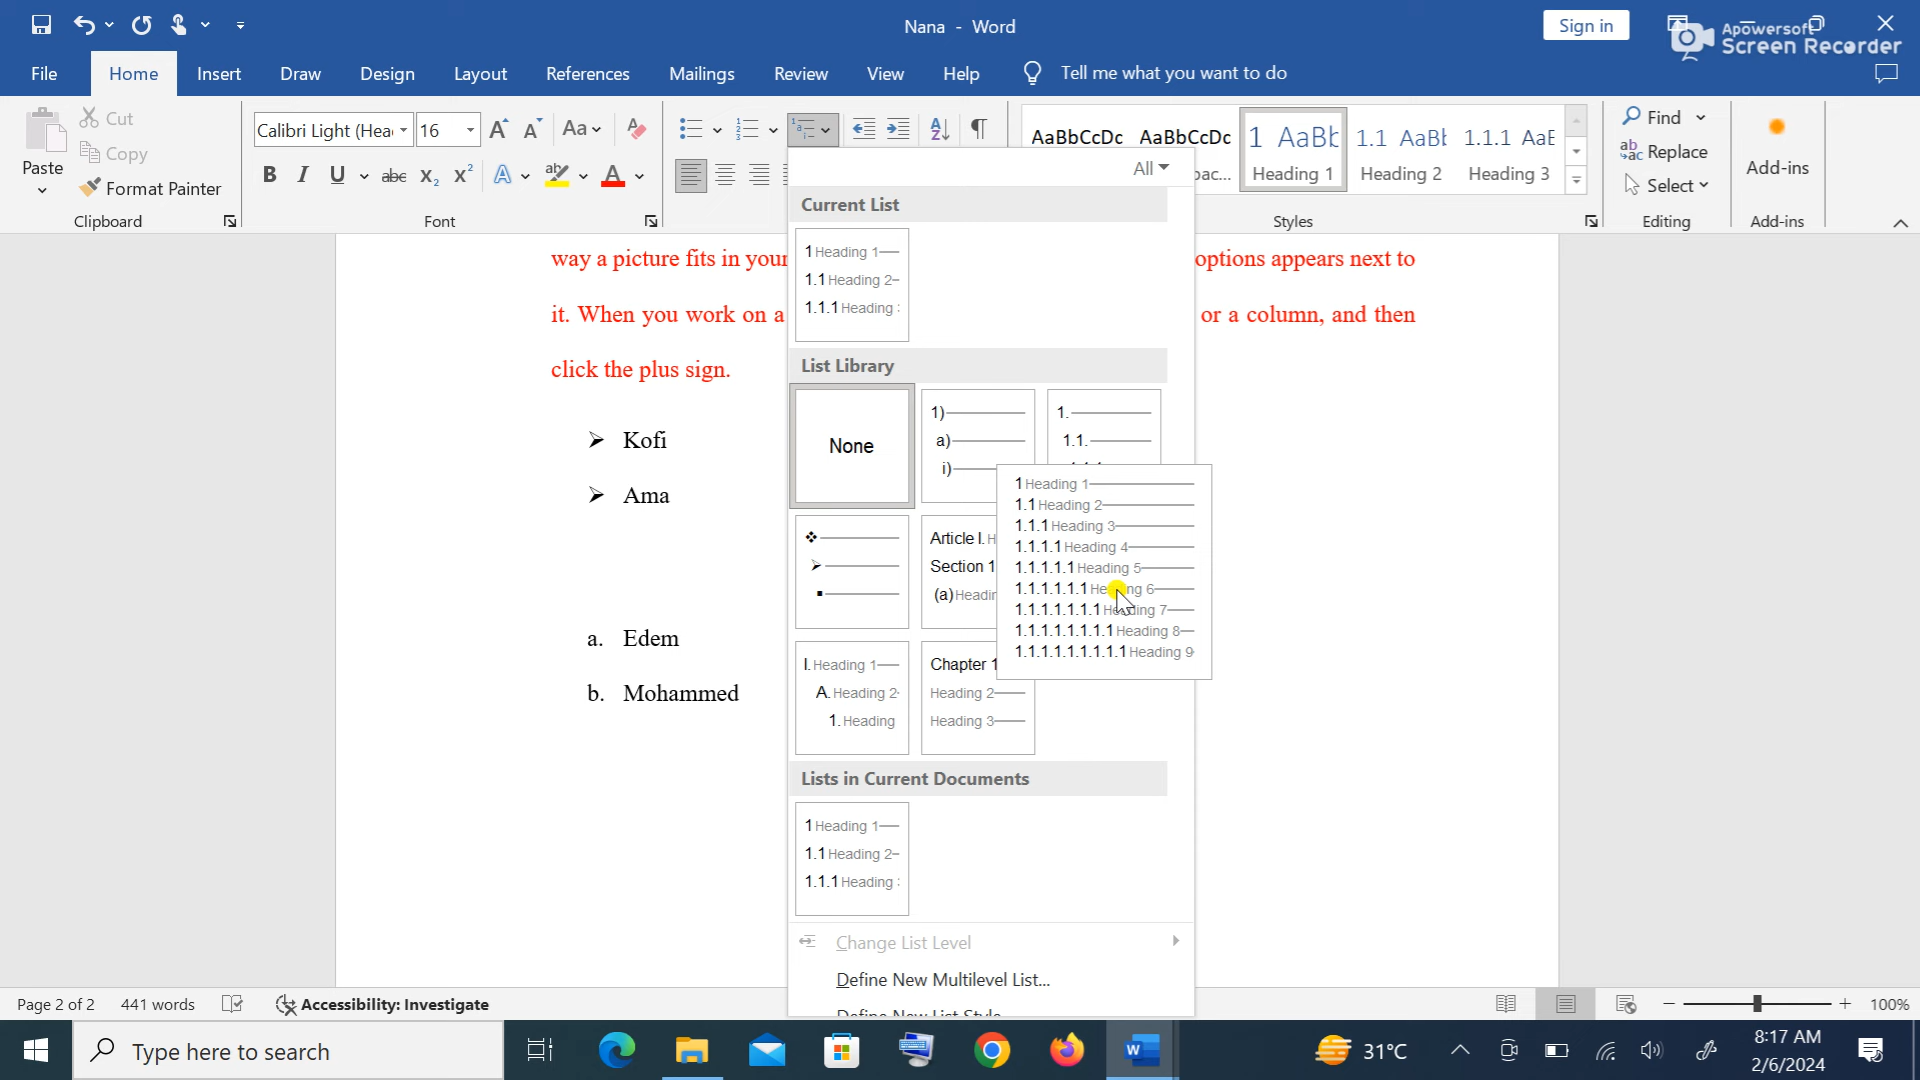 Nana - Word
Sign in
Apowersoft
Screen Recorder
File Home Insert Draw Design Layout References Mailings Review View Help Tell me what you want to do
Paste
Cut
Copy
Format Painter
Clipboard
Calibri Light (Hea
16
Aa
Font
AaBbCcDc AaBbCcDc 1 AaBb 1.1 AaBb 1.1.1 AaE
pac... Heading 1 Heading 2 Heading 3
Styles
Find
Replace
Select
Editing
Add-ins
Add-ins
All
Current List
1 Heading 1
1.1 Heading 2
1.1.1 Heading
List Library
None
1)
a)
i)
1.
1.1.
Article I.
Section 1
(a) Headin
1 Heading 1
1.1 Heading 2
1.1.1 Heading 3
1.1.1.1 Heading 4
1.1.1.1.1 Heading 5
1.1.1.1.1.1 Heading 6
1.1.1.1.1.1.1 Heading 7
1.1.1.1.1.1.1.1 Heading 8
1.1.1.1.1.1.1.1.1 Heading 9
I. Heading 1
A. Heading 2
1. Heading
Chapter 1
Heading 2
Heading 3
Lists in Current Documents
1 Heading 1
1.1 Heading 2
1.1.1 Heading
Change List Level
Define New Multilevel List...
Define New List Style
way a picture fits in your options appears next to
it. When you work on a or a column, and then
click the plus sign.
➢ Kofi
➢ Ama
a. Edem
b. Mohammed
Page 2 of 2 441 words Accessibility: Investigate 100%
Type here to search
31°C
8:17 AM
2/6/2024